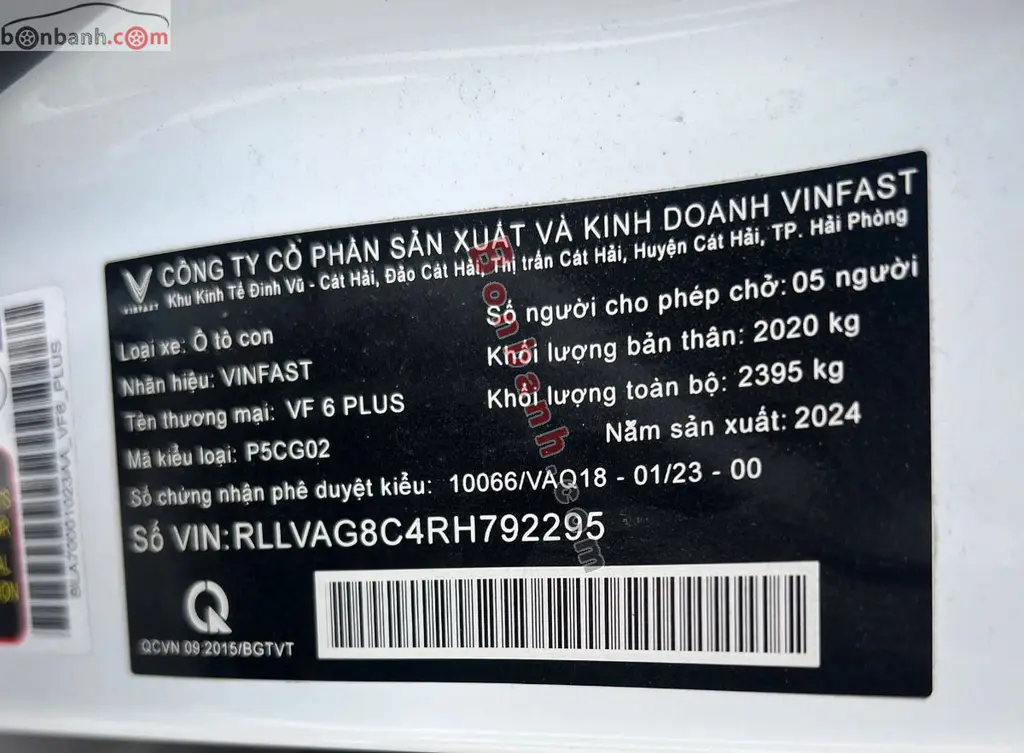 bonbanh.com
CÔNG TY CỔ PHẦN SẢN XUẤT VÀ KINH DOANH VINFAST
VINFAST
Khu Kinh Tế Đình Vũ - Cát Hải, Đảo Cát Hải, Thị trấn Cát Hải, Huyện Cát Hải, TP. Hải Phòng
Loại xe: Ô tô con
Số người cho phép chở: 05 người
Nhãn hiệu: VINFAST
Khối lượng bản thân: 2020 kg
Tên thương mại: VF 6 PLUS
Khối lượng toàn bộ: 2395 kg
Mã kiểu loại: P5CG02
Năm sản xuất: 2024
Số chứng nhận phê duyệt kiểu: 10066/VAQ18 - 01/23 - 00
Số VIN: RLLVAG8C4RH792295
QCVN 09:2015/BGTVT
Bonbanh.com